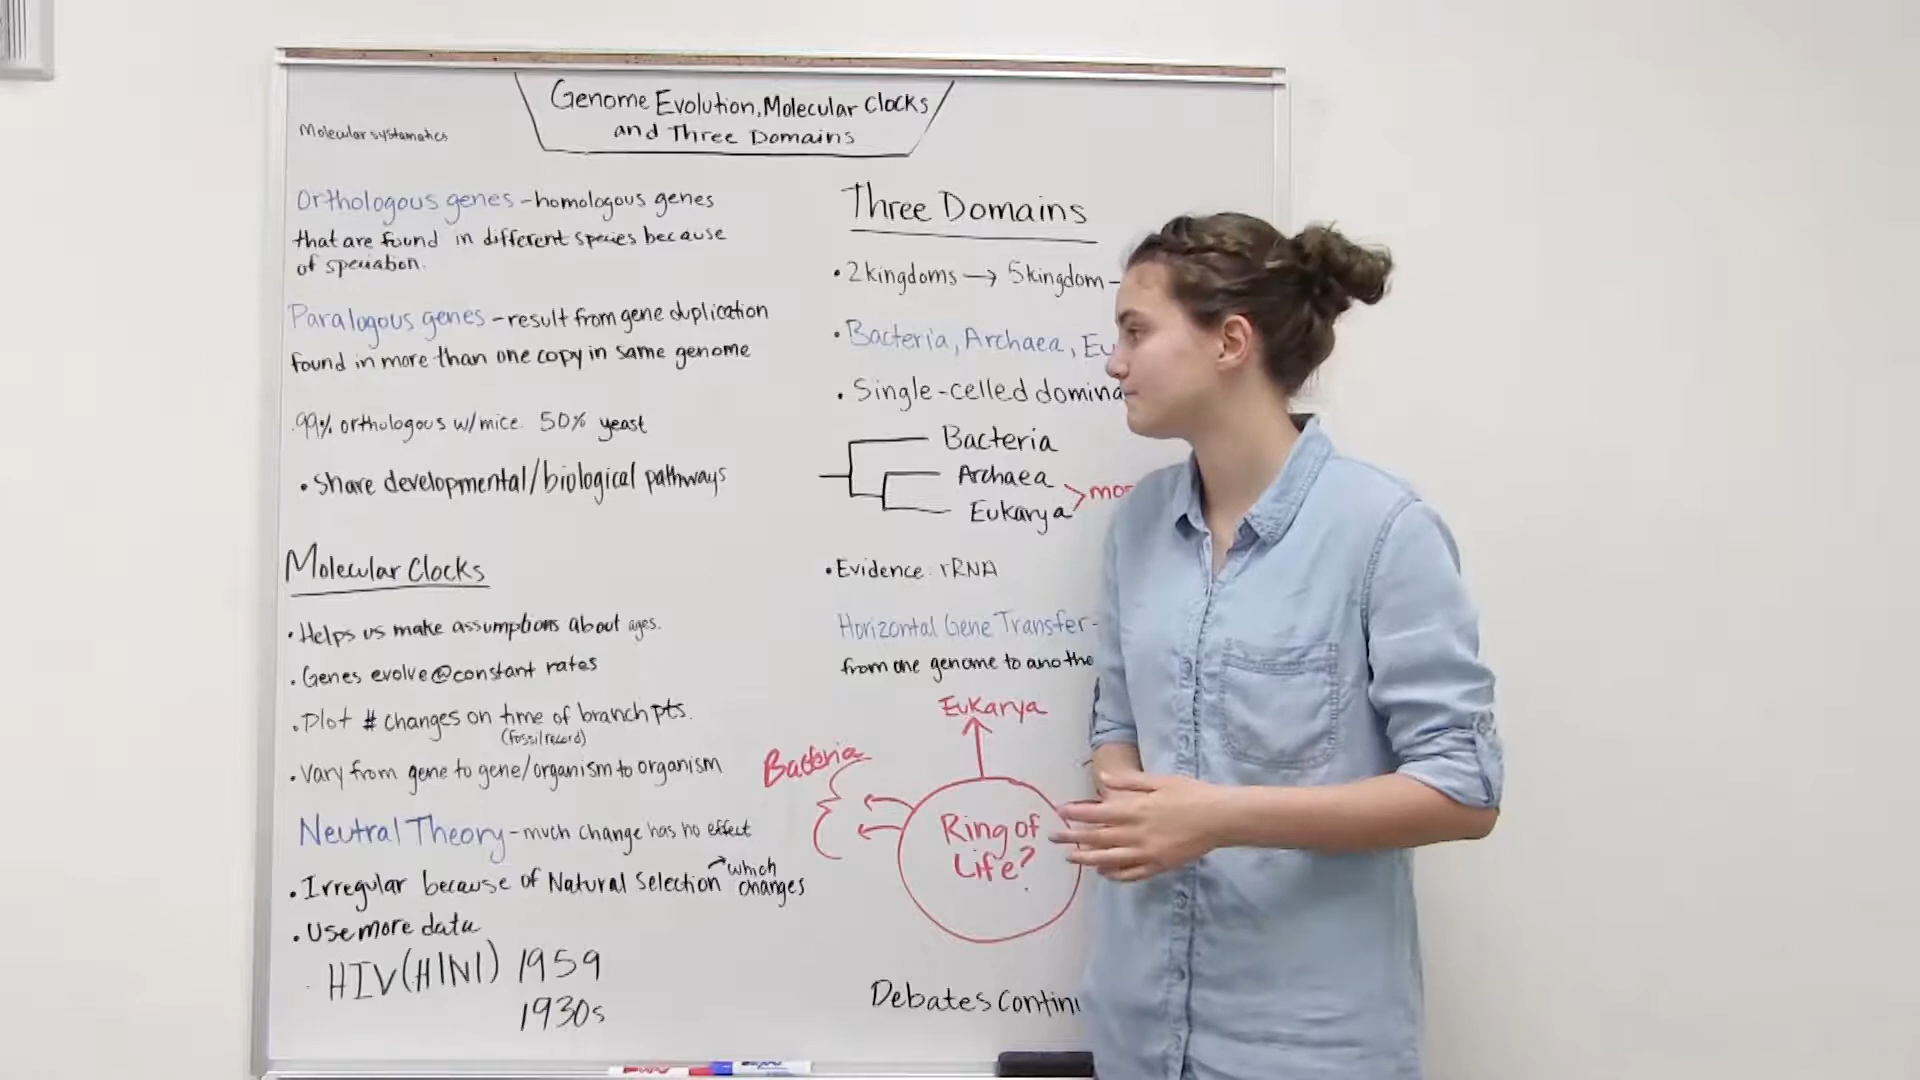 Genome Evolution, Molecular Clocks
and Three Domains
Molecular systamatics
Orthologous genes - homologous genes
that are found in different species because
of speciation.
Paralogous genes - result from gene duplication
found in more than one copy in same genome
99% orthologous w/mice. 50% yeast
• Share developmental/biological pathways
Molecular Clocks
• Helps us make assumptions about ages.
• Genes evolve @ constant rates
• Plot # changes on time of branch pts.
(fossil record)
• Vary from gene to gene/organism to organism
Neutral Theory - much change has no effect
• Irregular because of Natural Selection → which
changes
• Use more data
HIV (H1N1) 1959
1930s
Three Domains
• 2 kingdoms → 5 kingdom -
• Bacteria, Archaea, Eu
• Single-celled domina
Bacteria
Archaea
Eukarya
mor
• Evidence: rRNA
Horizontal Gene Transfer -
from one genome to anothe
Eukarya
Bacteria
Ring of
Life?
Debates contin